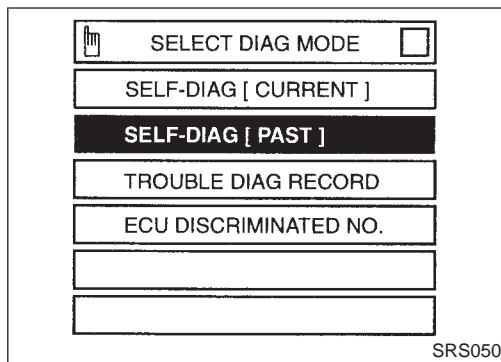 SELECT DIAG MODE
SELF-DIAG [ CURRENT ]
SELF-DIAG [ PAST ]
TROUBLE DIAG RECORD
ECU DISCRIMINATED NO.
SRS050